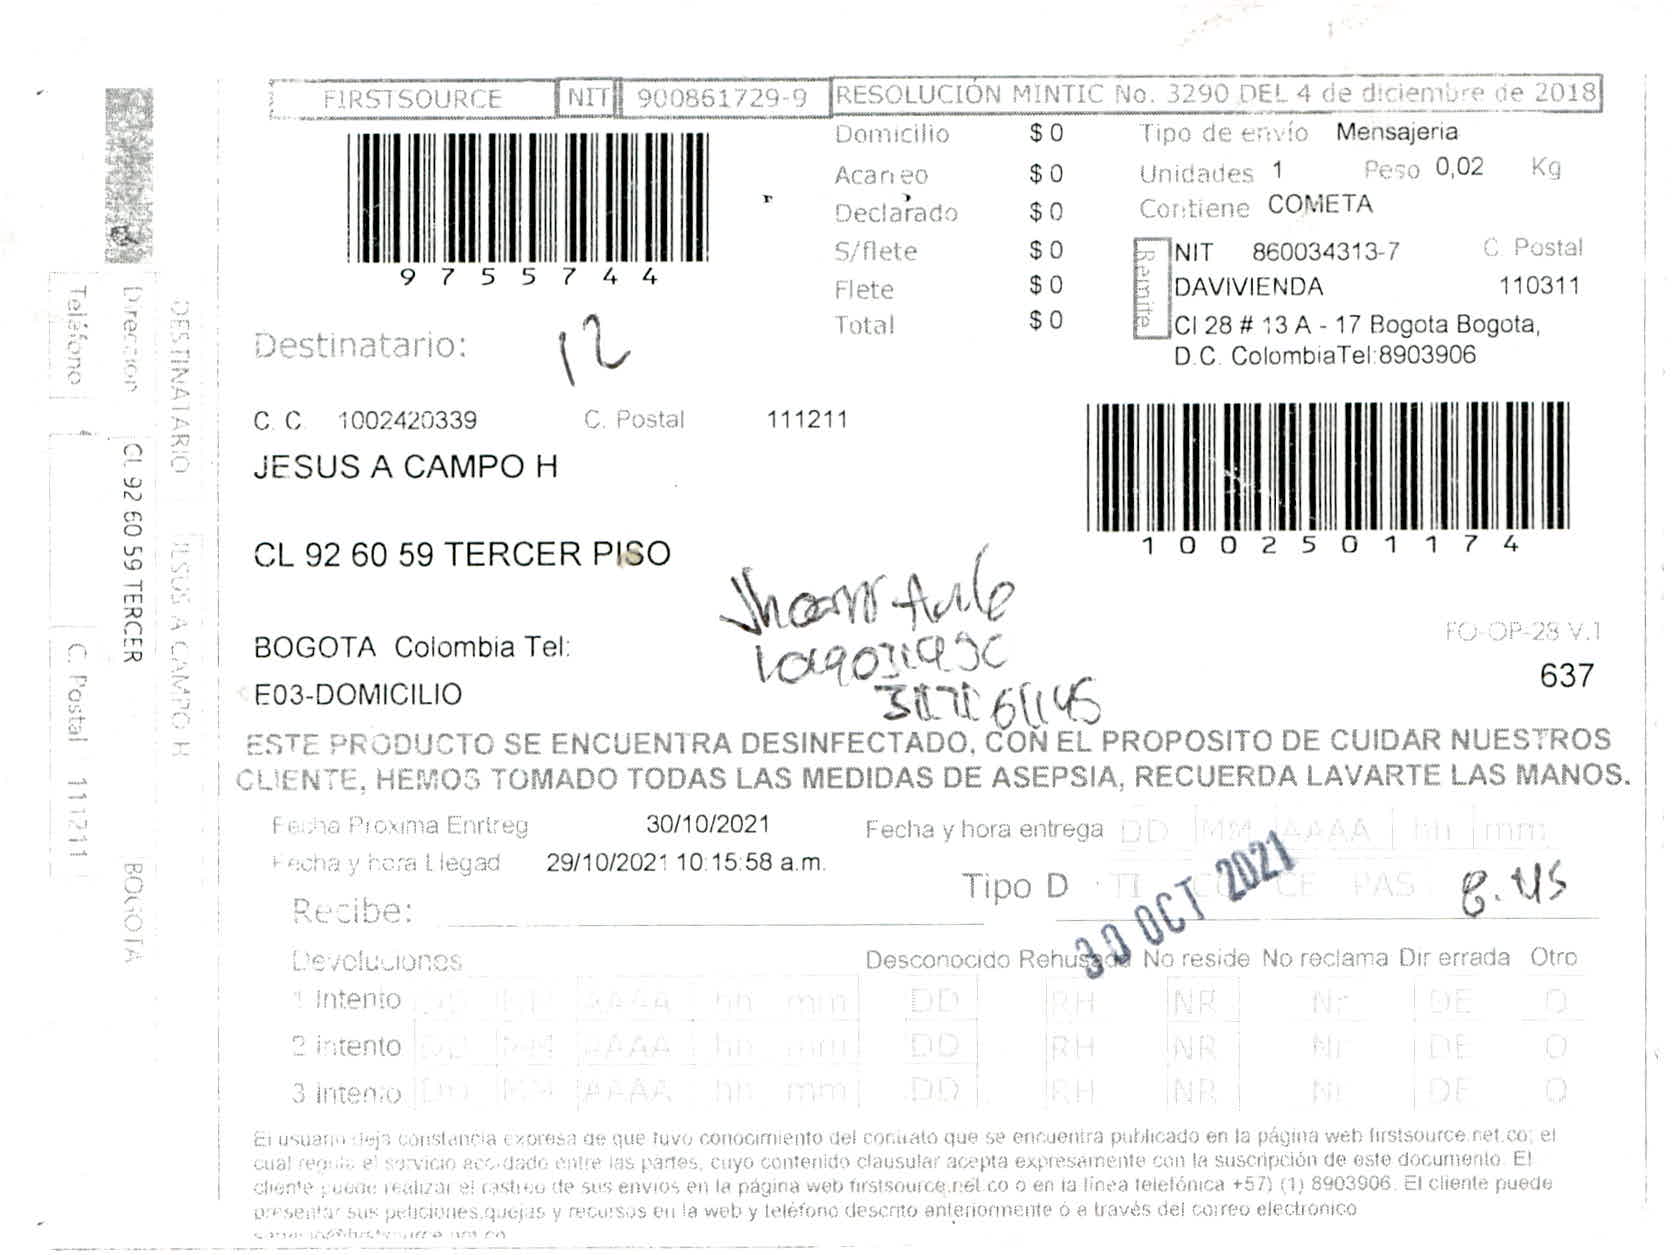 FIRSTSOURCE NIT 900861729-9 RESOLUCIÓN MINTIC No. 3290 DEL 4 de diciembre de 2018
9755744
Domicilio $ 0
Acarreo $ 0
Declarado $ 0
S/flete $ 0
Flete $ 0
Total $ 0
Tipo de envío Mensajeria
Unidades 1 Peso 0,02 Kg
Contiene COMETA
Remite
NIT 860034313-7 C. Postal
DAVIVIENDA 110311
Cl 28 # 13 A - 17 Bogota Bogota,
D.C. ColombiaTel:8903906
Destinatario: 12
C. C. 1002420339 C. Postal 111211
JESUS A CAMPO H
1002501174
CL 92 60 59 TERCER PISO
BOGOTA Colombia Tel:
E03-DOMICILIO
FO-OP-28 V.1
637
ESTE PRODUCTO SE ENCUENTRA DESINFECTADO, CON EL PROPOSITO DE CUIDAR NUESTROS
CLIENTE, HEMOS TOMADO TODAS LAS MEDIDAS DE ASEPSIA, RECUERDA LAVARTE LAS MANOS.
Fecha Proxima Entreg 30/10/2021
Fecha y hora entrega DD MM AAAA hh mm
Fecha y hora Llegad 29/10/2021 10:15:58 a.m.
Tipo D TI CC CE PAS 8:45
30 OCT 2021
Recibe:
Devoluciones Desconocido Rehusado No reside No reclama Dir errada Otro
1 Intento DD MM AAAA hh mm DD RH NR Nr DE O
2 intento DD MM AAAA hh mm DD RH NR Nr DE O
3 Intento DD MM AAAA hh mm DD RH NR Nr DE O
El usuario deja constancia expresa de que tuvo conocimiento del contrato que se encuentra publicado en la página web firstsource.net.co; el
cual regula el servicio acordado entre las partes, cuyo contenido clausular acepta expresamente con la suscripción de este documento. El
cliente puede realizar el rastreo de sus envios en la página web firstsource.net.co o en la línea telefónica +57) (1) 8903906. El cliente puede
presentar sus peticiones,quejas y recursos en la web y teléfono descrito anteriormente ó a través del correo electronico
DESTINATARIO JESUS A CAMPO H
Direccion CL 92 60 59 TERCER BOGOTA
Teléfono C. Postal 111211